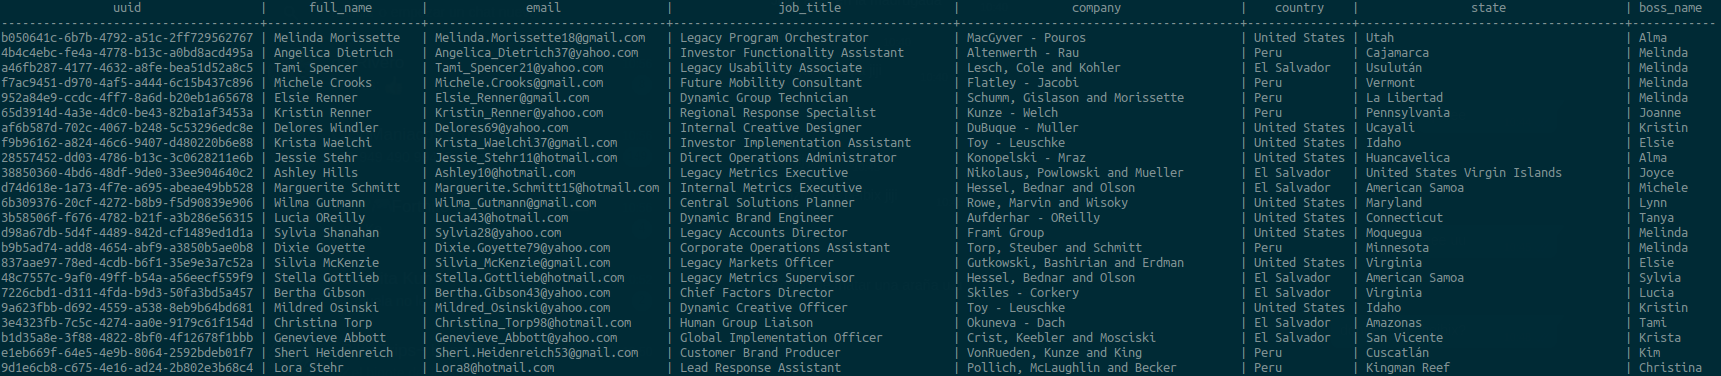 uuid | full_name | email | job_title | company | country | state | boss_name
--------------------------------------+---------------------+--------------------------------+-------------------------------------+-------------------------------------+---------------+------------------------------------+-----------
b050641c-6b7b-4792-a51c-2ff729562767 | Melinda Morissette | Melinda.Morissette18@gmail.com | Legacy Program Orchestrator | MacGyver - Pouros | United States | Utah | Alma
4b4c4ebc-fe4a-4778-b13c-a0bd8acd495a | Angelica Dietrich | Angelica_Dietrich37@yahoo.com | Investor Functionality Assistant | Altenwerth - Rau | Peru | Cajamarca | Melinda
a46fb287-4177-4632-a8fe-bea51d52a8c5 | Tami Spencer | Tami_Spencer21@yahoo.com | Legacy Usability Associate | Lesch, Cole and Kohler | El Salvador | Usulután | Melinda
f7ac9451-d970-4af5-a444-6c15b437c896 | Michele Crooks | Michele.Crooks@gmail.com | Future Mobility Consultant | Flatley - Jacobi | Peru | Vermont | Melinda
952a84e9-ccdc-4ff7-8a6d-b20eb1a65678 | Elsie Renner | Elsie_Renner@gmail.com | Dynamic Group Technician | Schumm, Gislason and Morissette | Peru | La Libertad | Melinda
65d3914d-4a3e-4dc0-be43-82ba1af3453a | Kristin Renner | Kristin_Renner@yahoo.com | Regional Response Specialist | Kunze - Welch | Peru | Pennsylvania | Joanne
af6b587d-702c-4067-b248-5c53296edc8e | Delores Windler | Delores69@yahoo.com | Internal Creative Designer | DuBuque - Muller | United States | Ucayali | Kristin
f9b96162-a824-46c6-9407-d480220b6e88 | Krista Waelchi | Krista_Waelchi37@gmail.com | Investor Implementation Assistant | Toy - Leuschke | United States | Idaho | Elsie
28557452-dd03-4786-b13c-3c0628211e6b | Jessie Stehr | Jessie_Stehr11@hotmail.com | Direct Operations Administrator | Konopelski - Mraz | United States | Huancavelica | Alma
38850360-4bd6-48df-9de0-33ee904640c2 | Ashley Hills | Ashley10@hotmail.com | Legacy Metrics Executive | Nikolaus, Powlowski and Mueller | El Salvador | United States Virgin Islands | Joyce
d74d618e-1a73-4f7e-a695-abeae49bb528 | Marguerite Schmitt | Marguerite.Schmitt15@hotmail.com | Internal Metrics Executive | Hessel, Bednar and Olson | El Salvador | American Samoa | Michele
6b309376-20cf-4272-b8b9-f5d90839e906 | Wilma Gutmann | Wilma_Gutmann@gmail.com | Central Solutions Planner | Rowe, Marvin and Wisoky | United States | Maryland | Lynn
3b58506f-f676-4782-b21f-a3b286e56315 | Lucia OReilly | Lucia43@hotmail.com | Dynamic Brand Engineer | Aufderhar - OReilly | United States | Connecticut | Tanya
d98a67db-5d4f-4489-842d-cf1489ed1d1a | Sylvia Shanahan | Sylvia28@yahoo.com | Legacy Accounts Director | Frami Group | United States | Moquegua | Melinda
b9b5ad74-add8-4654-abf9-a3850b5ae0b8 | Dixie Goyette | Dixie.Goyette79@yahoo.com | Corporate Operations Assistant | Torp, Steuber and Schmitt | Peru | Minnesota | Melinda
837aae97-78ed-4cdb-b6f1-35e9e3a7c52a | Silvia McKenzie | Silvia_McKenzie@gmail.com | Legacy Markets Officer | Gutkowski, Bashirian and Erdman | United States | Virginia | Elsie
48c7557c-9af0-49ff-b54a-a56eecf559f9 | Stella Gottlieb | Stella.Gottlieb@hotmail.com | Legacy Metrics Supervisor | Hessel, Bednar and Olson | El Salvador | American Samoa | Sylvia
7226cbd1-d311-4fda-b9d3-50fa3bd5a457 | Bertha Gibson | Bertha.Gibson43@yahoo.com | Chief Factors Director | Skiles - Corkery | El Salvador | Virginia | Lucia
9a623fbb-d692-4559-a538-8eb9b64bd681 | Mildred Osinski | Mildred_Osinski@yahoo.com | Dynamic Creative Officer | Toy - Leuschke | United States | Idaho | Kristin
3e4323fb-7c5c-4274-aa0e-9179c61f154d | Christina Torp | Christina_Torp98@hotmail.com | Human Group Liaison | Okuneva - Dach | El Salvador | Amazonas | Tami
b1d35a8e-3f88-4822-8bf0-4f12678f1bbb | Genevieve Abbott | Genevieve_Abbott@yahoo.com | Global Implementation Officer | Crist, Keebler and Mosciski | El Salvador | San Vicente | Krista
e1eb669f-64e5-4e9b-8064-2592bdeb01f7 | Sheri Heidenreich | Sheri.Heidenreich53@gmail.com | Customer Brand Producer | VonRueden, Kunze and King | Peru | Cuscatlán | Kim
9d1e6cb8-c675-4e16-ad24-2b802e3b68c4 | Lora Stehr | Lora8@hotmail.com | Lead Response Assistant | Pollich, McLaughlin and Becker | Peru | Kingman Reef | Christina